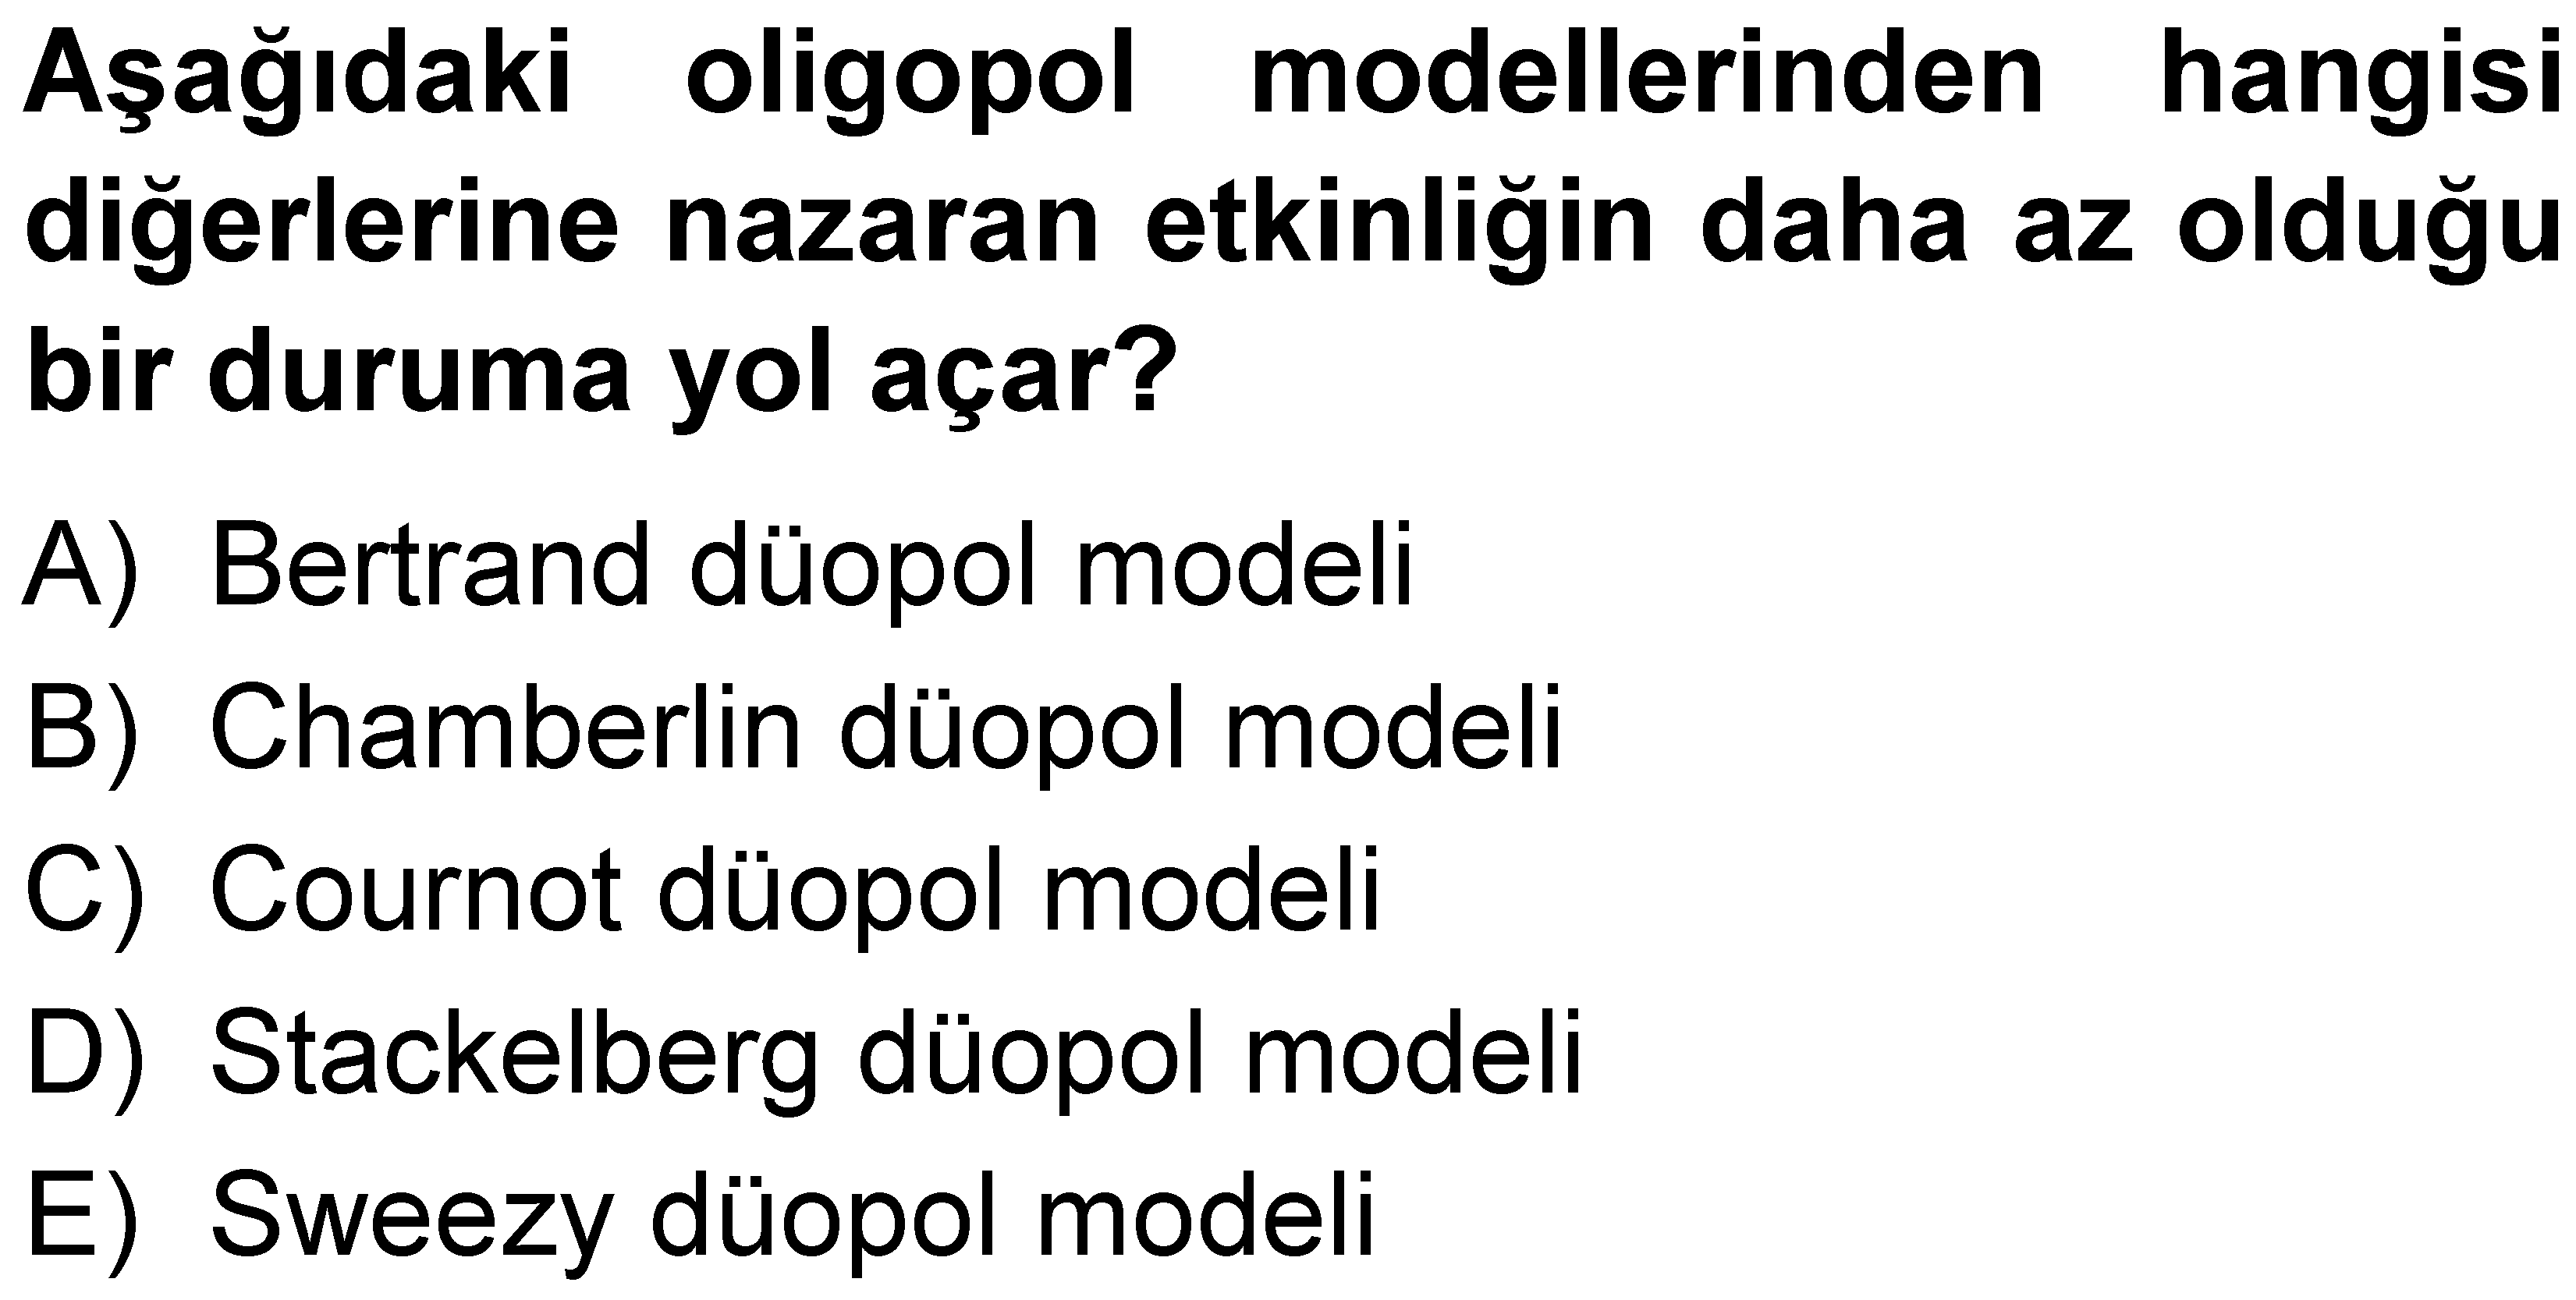 Aşağıdaki oligopol modellerinden hangisi
diğerlerine nazaran etkinliğin daha az olduğu
bir duruma yol açar?
A) Bertrand düopol modeli
B) Chamberlin düopol modeli
C) Cournot düopol modeli
D) Stackelberg düopol modeli
E) Sweezy düopol modeli